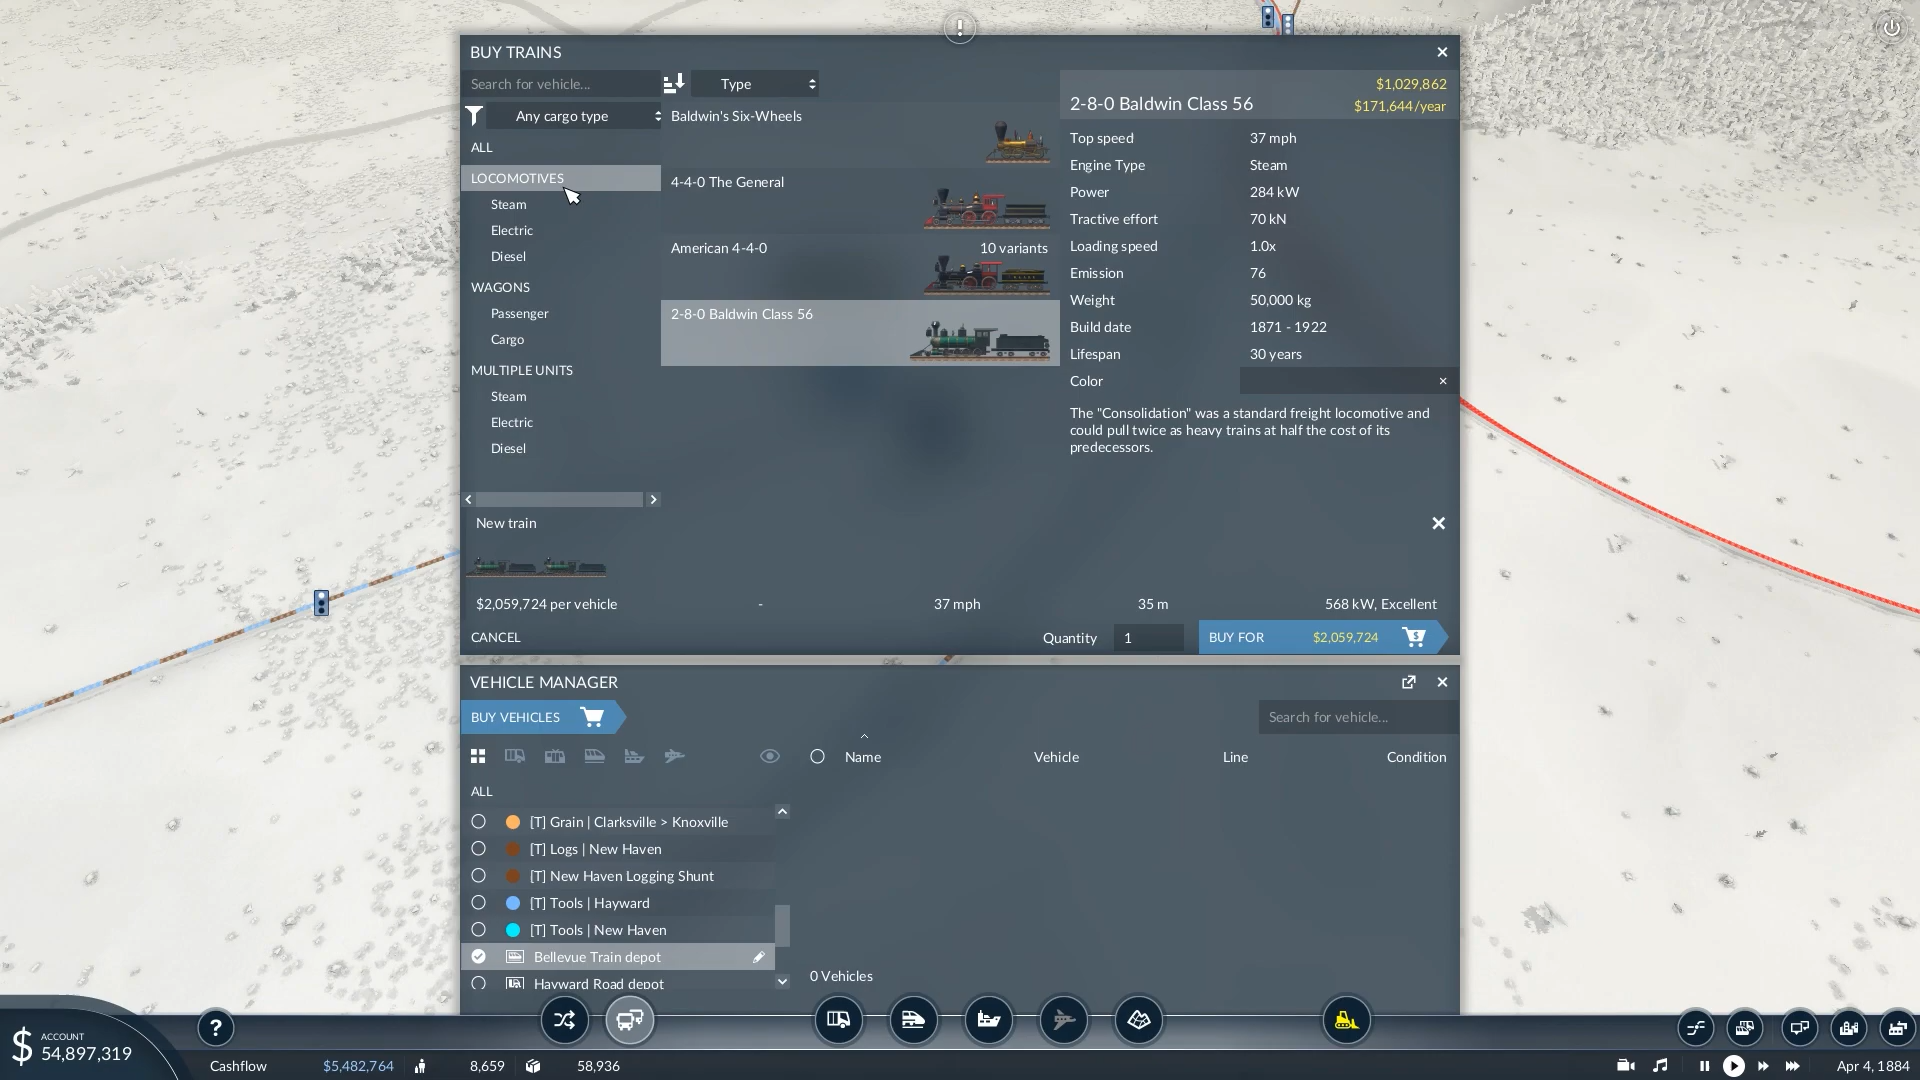 BUY TRAINS
Search for vehicle...
Type
Any cargo type
ALL
LOCOMOTIVES
Steam
Electric
Diesel
WAGONS
Passenger
Cargo
MULTIPLE UNITS
Steam
Electric
Diesel
Baldwin's Six-Wheels
4-4-0 The General
American 4-4-0 10 variants
2-8-0 Baldwin Class 56
$1,029,862
2-8-0 Baldwin Class 56 $171,644/year
Top speed 37 mph
Engine Type Steam
Power 284 kW
Tractive effort 70 kN
Loading speed 1.0x
Emission 76
Weight 50,000 kg
Build date 1871 - 1922
Lifespan 30 years
Color
The "Consolidation" was a standard freight locomotive and
could pull twice as heavy trains at half the cost of its
predecessors.
New train
$2,059,724 per vehicle - 37 mph 35 m 568 kW, Excellent
CANCEL Quantity 1 BUY FOR $2,059,724
VEHICLE MANAGER
BUY VEHICLES Search for vehicle...
Name Vehicle Line Condition
ALL
[T] Grain | Clarksville > Knoxville
[T] Logs | New Haven
[T] New Haven Logging Shunt
[T] Tools | Hayward
[T] Tools | New Haven
Bellevue Train depot
Hayward Road depot
0 Vehicles
$ ACCOUNT
54,897,319
?
Cashflow $5,482,764 8,659 58,936 Apr 4, 1884